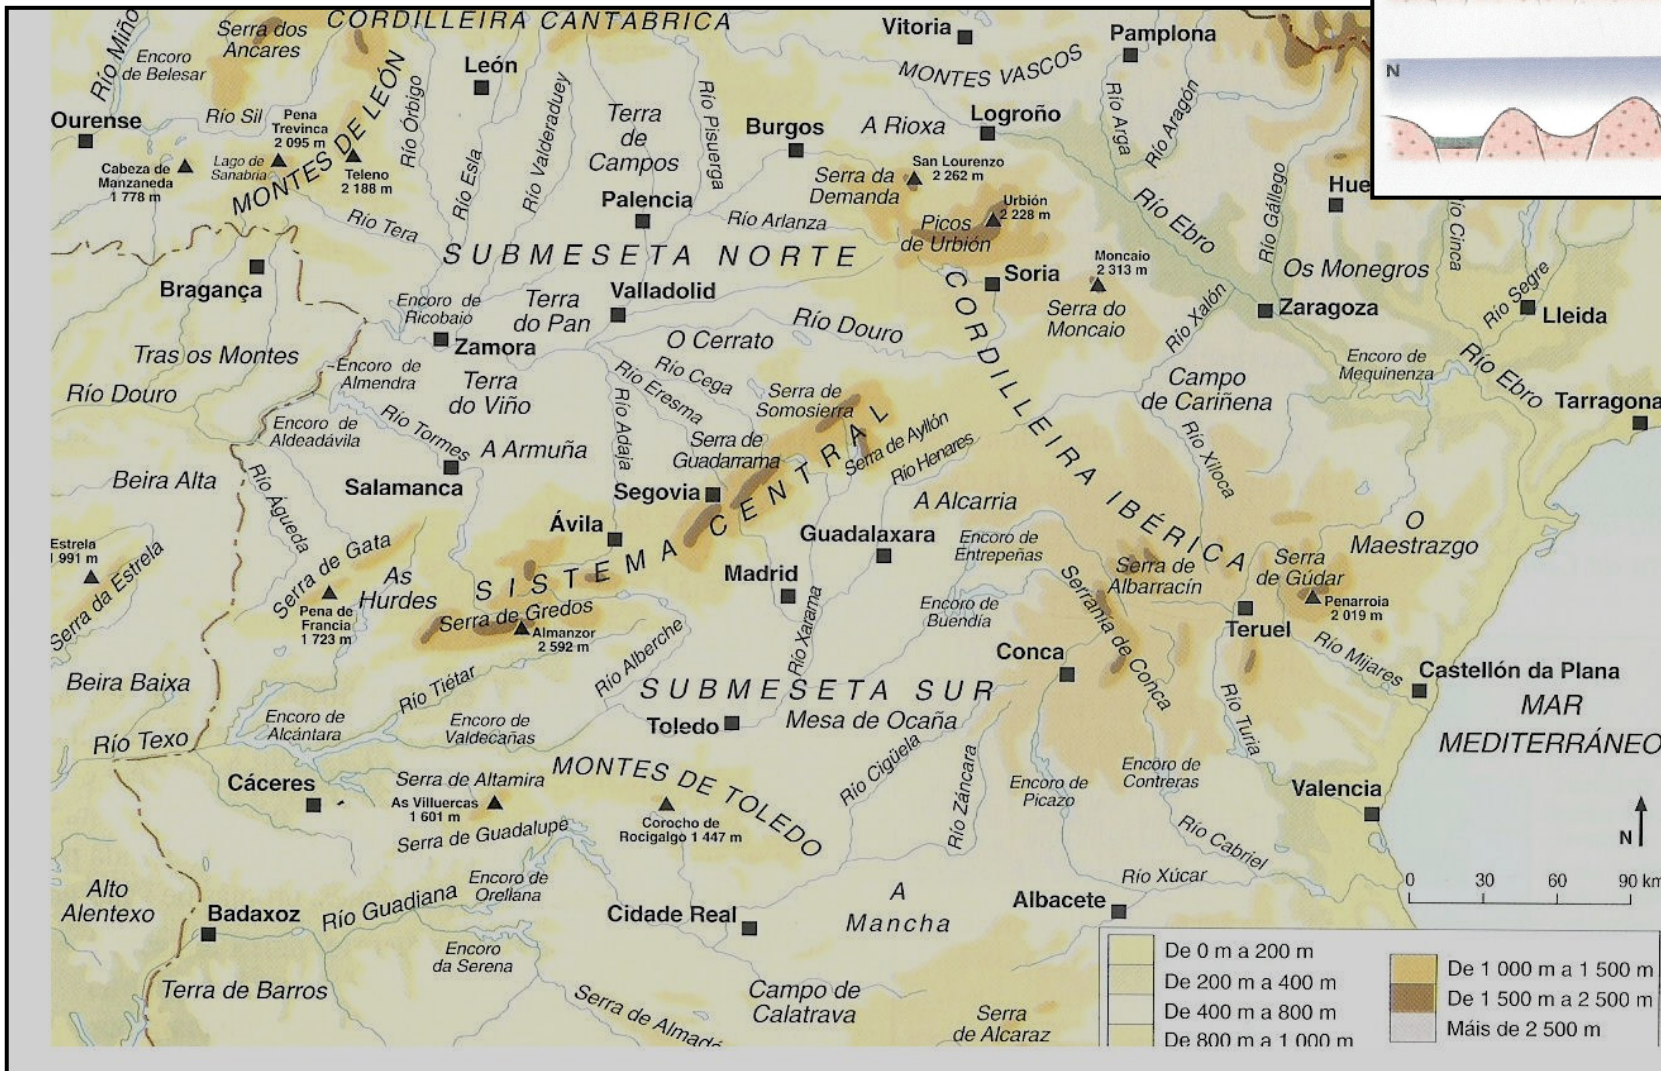 CORDILLEIRA CANTÁBRICA
Serra dos
Ancares
Río Miño
Encoro
de Belesar
MONTES DE LEÓN
Río Órbigo
León
Río Valderaduey
Río Esla
Río Pisuerga
Vitoria
Pamplona
MONTES VASCOS
Río Arga
Río Aragón
N
Ourense
Río Sil
Pena
Trevinca
2 095 m
Cabeza de
Manzaneda
1 778 m
Lago de
Sanabria
Teleno
2 188 m
Terra
de
Campos
Burgos
A Rioxa
Logroño
San Lourenzo
2 262 m
Serra da
Demanda
Urbión
2 228 m
Picos
de Urbión
Río Ebro
Río Gállego
Hue
Río Cinca
Palencia
Río Arlanza
Río Tera
SUBMESETA NORTE
Bragança
Encoro de
Ricobaio
Terra
do Pan
Valladolid
Soria
Moncaio
2 313 m
Serra do
Moncaio
Os Monegros
Zaragoza
Río Segre
Lleida
Río Xalón
Zamora
O Cerrato
Río Douro
CORDILLEIRA IBÉRICA
Tras os Montes
Río Douro
Encoro de
Almendra
Terra
do Viño
Río Cega
Río Eresma
Río Adaja
Serra de
Somosierra
Campo
de Cariñena
Encoro de
Mequinenza
Río Ebro
Tarragona
Encoro de
Aldeadávila
Río Tormes
A Armuña
Serra de
Guadarrama
Serra de Ayllón
Río Henares
Río Xiloca
Beira Alta
Río Águeda
Salamanca
Segovia
SISTEMA CENTRAL
A Alcarria
O
Maestrazgo
Estrela
1 991 m
Serra da Estrela
Serra de Gata
As
Hurdes
Ávila
Guadalaxara
Encoro de
Entrepeñas
Serra de
Albarracín
Serra
de Gúdar
Penarroia
2 019 m
Pena de
Francia
1 723 m
Serra de Gredos
Almanzor
2 592 m
Madrid
Río Xarama
Encoro de
Buendía
Serranía de Conca
Teruel
Río Mijares
Beira Baixa
Río Tiétar
Río Alberche
Conca
Castellón da Plana
SUBMESETA SUR
MAR
MEDITERRÁNEO
Encoro de
Alcántara
Encoro de
Valdecañas
Toledo
Mesa de Ocaña
Río Turia
Río Texo
Cáceres
Serra de Altamira
MONTES DE TOLEDO
Río Cigüela
Río Záncara
Encoro de
Picazo
Encoro de
Contreras
Valencia
As Villuercas
1 601 m
Corocho de
Rocigalgo 1 447 m
Serra de Guadalupe
Río Cabriel
N
Alto
Alentexo
Encoro de
Orellana
Río Guadiana
A
Mancha
Río Xúcar
Albacete
0 30 60 90 km
Badaxoz
Cidade Real
Encoro
da Serena
Terra de Barros
Serra de Almadé
Campo de
Calatrava
Serra
de Alcaraz
De 0 m a 200 m
De 200 m a 400 m
De 400 m a 800 m
De 800 m a 1 000 m
De 1 000 m a 1 500 m
De 1 500 m a 2 500 m
Máis de 2 500 m